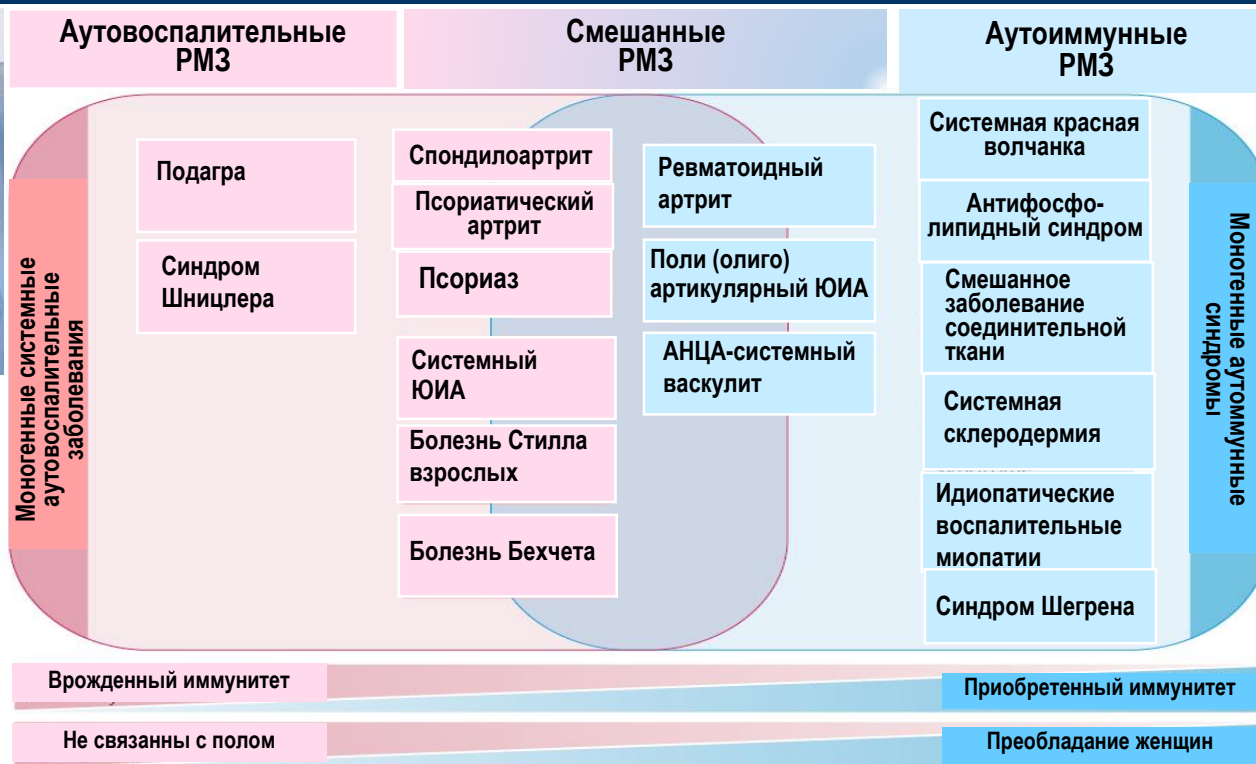 Аутовоспалительные
РМЗ
Смешанные
РМЗ
Аутоиммунные
РМЗ
Моногенные системные
аутовоспалительные
заболевания
Подагра
Синдром
Шницлера
Спондилоартрит
Псориатический
артрит
Псориаз
Системный
ЮИА
Болезнь Стилла
взрослых
Болезнь Бехчета
Ревматоидный
артрит
Поли (олиго)
артикулярный ЮИА
АНЦА-системный
васкулит
Системная красная
волчанка
Антифосфо-
липидный синдром
Смешанное
заболевание
соединительной
ткани
Системная
склеродермия
Идиопатические
воспалительные
миопатии
Синдром Шегрена
Моногенные аутоммунные
синдромы
Врожденный иммунитет
Приобретенный иммунитет
Не связанны с полом
Преобладание женщин